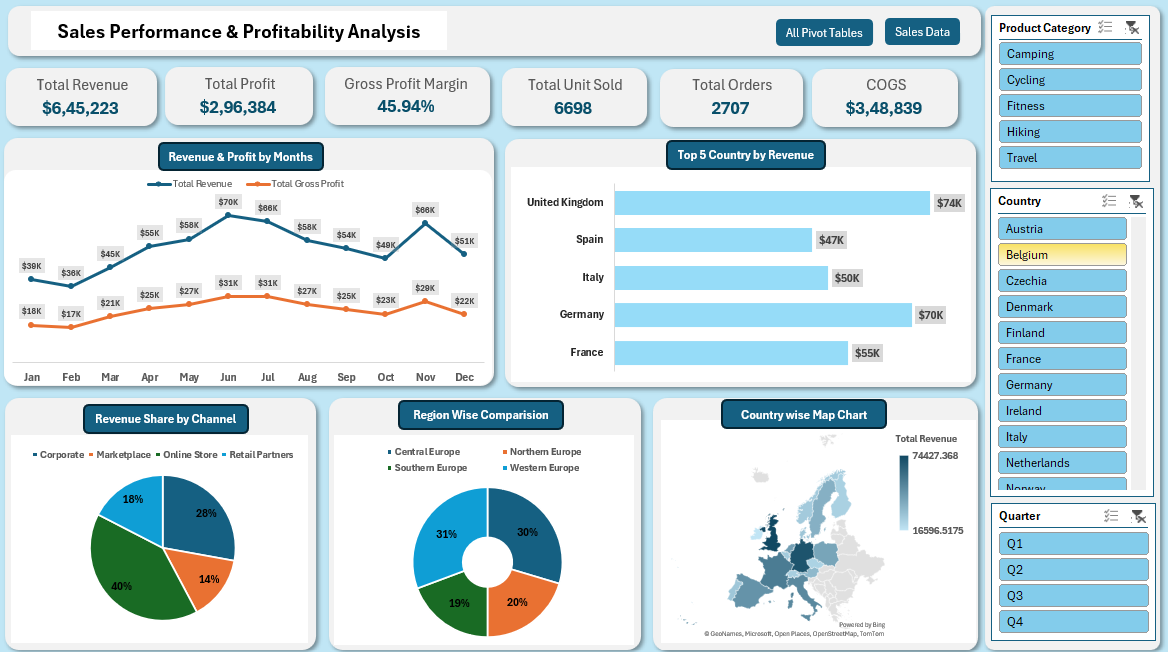 Sales Performance & Profitability Analysis
All Pivot Tables
Sales Data
Total Revenue
$6,45,223
Total Profit
$2,96,384
Gross Profit Margin
45.94%
Total Unit Sold
6698
Total Orders
2707
COGS
$3,48,839
Revenue & Profit by Months
Total Revenue
Total Gross Profit
$39K
$36K
$45K
$55K
$58K
$70K
$66K
$58K
$54K
$49K
$66K
$51K
$18K
$17K
$21K
$25K
$27K
$31K
$31K
$27K
$25K
$23K
$29K
$22K
Jan
Feb
Mar
Apr
May
Jun
Jul
Aug
Sep
Oct
Nov
Dec
Top 5 Country by Revenue
United Kingdom
$74K
Spain
$47K
Italy
$50K
Germany
$70K
France
$55K
Revenue Share by Channel
Corporate
Marketplace
Online Store
Retail Partners
18%
28%
40%
14%
Region Wise Comparision
Central Europe
Northern Europe
Southern Europe
Western Europe
31%
30%
19%
20%
Country wise Map Chart
Total Revenue
74427.368
16596.5175
Powered by Bing
© GeoNames, Microsoft, Open Places, OpenStreetMap, TomTom
Product Category
Camping
Cycling
Fitness
Hiking
Travel
Country
Austria
Belgium
Czechia
Denmark
Finland
France
Germany
Ireland
Italy
Netherlands
Norway
Quarter
Q1
Q2
Q3
Q4